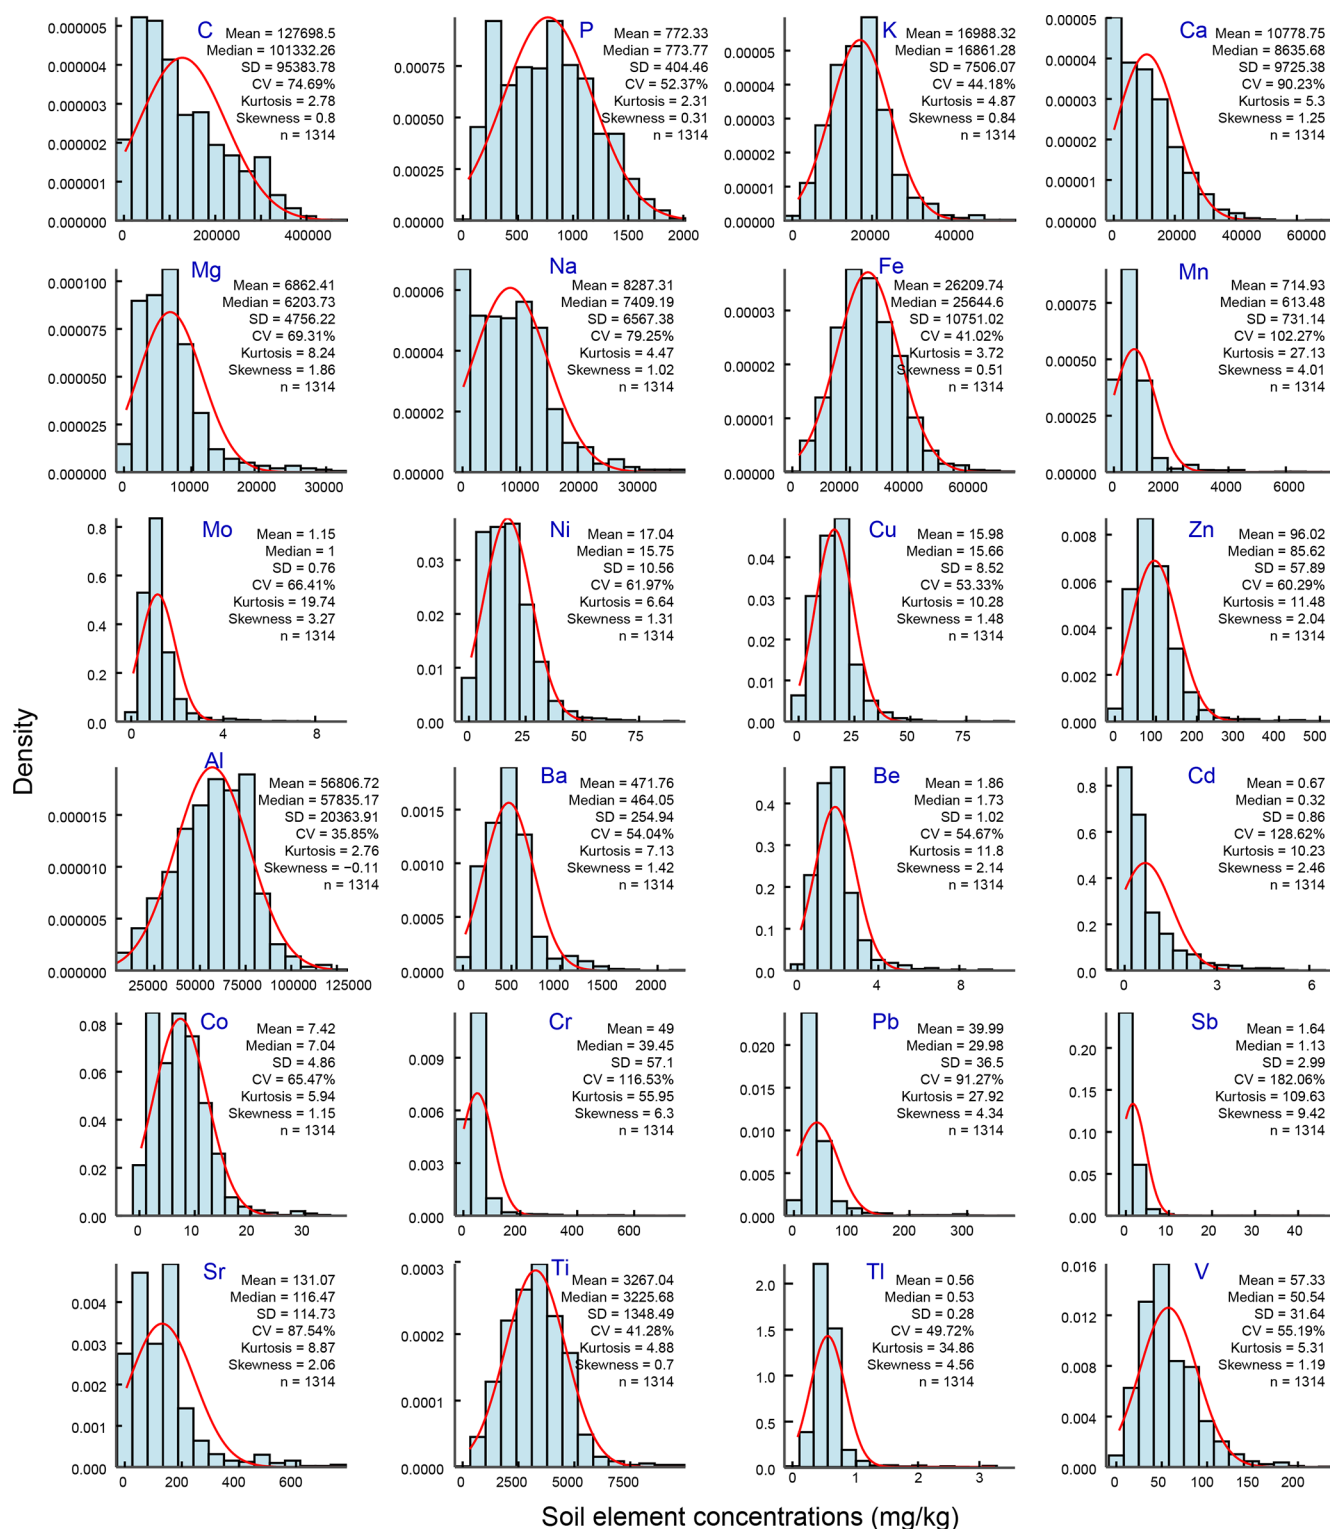 C
Mean = 127698.5
Median = 101332.26
SD = 95383.78
CV = 74.69%
Kurtosis = 2.78
Skewness = 0.8
n = 1314
0.000005
0.000004
0.000003
0.000002
0.000001
0.000000
0 200000 400000
P
Mean = 772.33
Median = 773.77
SD = 404.46
CV = 52.37%
Kurtosis = 2.31
Skewness = 0.31
n = 1314
0.00075
0.00050
0.00025
0.00000
0 500 1000 1500 2000
K
Mean = 16988.32
Median = 16861.28
SD = 7506.07
CV = 44.18%
Kurtosis = 4.87
Skewness = 0.84
n = 1314
0.00005
0.00004
0.00003
0.00002
0.00001
0.00000
0 20000 40000
Ca
Mean = 10778.75
Median = 8635.68
SD = 9725.38
CV = 90.23%
Kurtosis = 5.3
Skewness = 1.25
n = 1314
0.00005
0.00004
0.00003
0.00002
0.00001
0.00000
0 20000 40000 60000
Mg
Mean = 6862.41
Median = 6203.73
SD = 4756.22
CV = 69.31%
Kurtosis = 8.24
Skewness = 1.86
n = 1314
0.000100
0.000075
0.000050
0.000025
0.000000
0 10000 20000 30000
Na
Mean = 8287.31
Median = 7409.19
SD = 6567.38
CV = 79.25%
Kurtosis = 4.47
Skewness = 1.02
n = 1314
0.00006
0.00004
0.00002
0.00000
0 10000 20000 30000
Fe
Mean = 26209.74
Median = 25644.6
SD = 10751.02
CV = 41.02%
Kurtosis = 3.72
Skewness = 0.51
n = 1314
0.00003
0.00002
0.00001
0.00000
0 20000 40000 60000
Mn
Mean = 714.93
Median = 613.48
SD = 731.14
CV = 102.27%
Kurtosis = 27.13
Skewness = 4.01
n = 1314
0.00075
0.00050
0.00025
0.00000
0 2000 4000 6000
Mo
Mean = 1.15
Median = 1
SD = 0.76
CV = 66.41%
Kurtosis = 19.74
Skewness = 3.27
n = 1314
0.8
0.6
0.4
0.2
0.0
0 4 8
Ni
Mean = 17.04
Median = 15.75
SD = 10.56
CV = 61.97%
Kurtosis = 6.64
Skewness = 1.31
n = 1314
0.03
0.02
0.01
0.00
0 25 50 75
Cu
Mean = 15.98
Median = 15.66
SD = 8.52
CV = 53.33%
Kurtosis = 10.28
Skewness = 1.48
n = 1314
0.04
0.03
0.02
0.01
0.00
0 25 50 75
Zn
Mean = 96.02
Median = 85.62
SD = 57.89
CV = 60.29%
Kurtosis = 11.48
Skewness = 2.04
n = 1314
0.008
0.006
0.004
0.002
0.000
0 100 200 300 400 500
Density
Al
Mean = 56806.72
Median = 57835.17
SD = 20363.91
CV = 35.85%
Kurtosis = 2.76
Skewness = −0.11
n = 1314
0.000015
0.000010
0.000005
0.000000
25000 50000 75000 100000 125000
Ba
Mean = 471.76
Median = 464.05
SD = 254.94
CV = 54.04%
Kurtosis = 7.13
Skewness = 1.42
n = 1314
0.0015
0.0010
0.0005
0.0000
0 500 1000 1500 2000
Be
Mean = 1.86
Median = 1.73
SD = 1.02
CV = 54.67%
Kurtosis = 11.8
Skewness = 2.14
n = 1314
0.4
0.3
0.2
0.1
0.0
0 4 8
Cd
Mean = 0.67
Median = 0.32
SD = 0.86
CV = 128.62%
Kurtosis = 10.23
Skewness = 2.46
n = 1314
0.8
0.6
0.4
0.2
0.0
0 3 6
Co
Mean = 7.42
Median = 7.04
SD = 4.86
CV = 65.47%
Kurtosis = 5.94
Skewness = 1.15
n = 1314
0.08
0.06
0.04
0.02
0.00
0 10 20 30
Cr
Mean = 49
Median = 39.45
SD = 57.1
CV = 116.53%
Kurtosis = 55.95
Skewness = 6.3
n = 1314
0.009
0.006
0.003
0.000
0 200 400 600
Pb
Mean = 39.99
Median = 29.98
SD = 36.5
CV = 91.27%
Kurtosis = 27.92
Skewness = 4.34
n = 1314
0.020
0.015
0.010
0.005
0.000
0 100 200 300
Sb
Mean = 1.64
Median = 1.13
SD = 2.99
CV = 182.06%
Kurtosis = 109.63
Skewness = 9.42
n = 1314
0.20
0.15
0.10
0.05
0.00
0 10 20 30 40
Sr
Mean = 131.07
Median = 116.47
SD = 114.73
CV = 87.54%
Kurtosis = 8.87
Skewness = 2.06
n = 1314
0.004
0.003
0.002
0.001
0.000
0 200 400 600
Ti
Mean = 3267.04
Median = 3225.68
SD = 1348.49
CV = 41.28%
Kurtosis = 4.88
Skewness = 0.7
n = 1314
0.0003
0.0002
0.0001
0.0000
2500 5000 7500
Tl
Mean = 0.56
Median = 0.53
SD = 0.28
CV = 49.72%
Kurtosis = 34.86
Skewness = 4.56
n = 1314
2.0
1.5
1.0
0.5
0.0
0 1 2 3
V
Mean = 57.33
Median = 50.54
SD = 31.64
CV = 55.19%
Kurtosis = 5.31
Skewness = 1.19
n = 1314
0.016
0.012
0.008
0.004
0.000
0 50 100 150 200
Soil element concentrations (mg/kg)